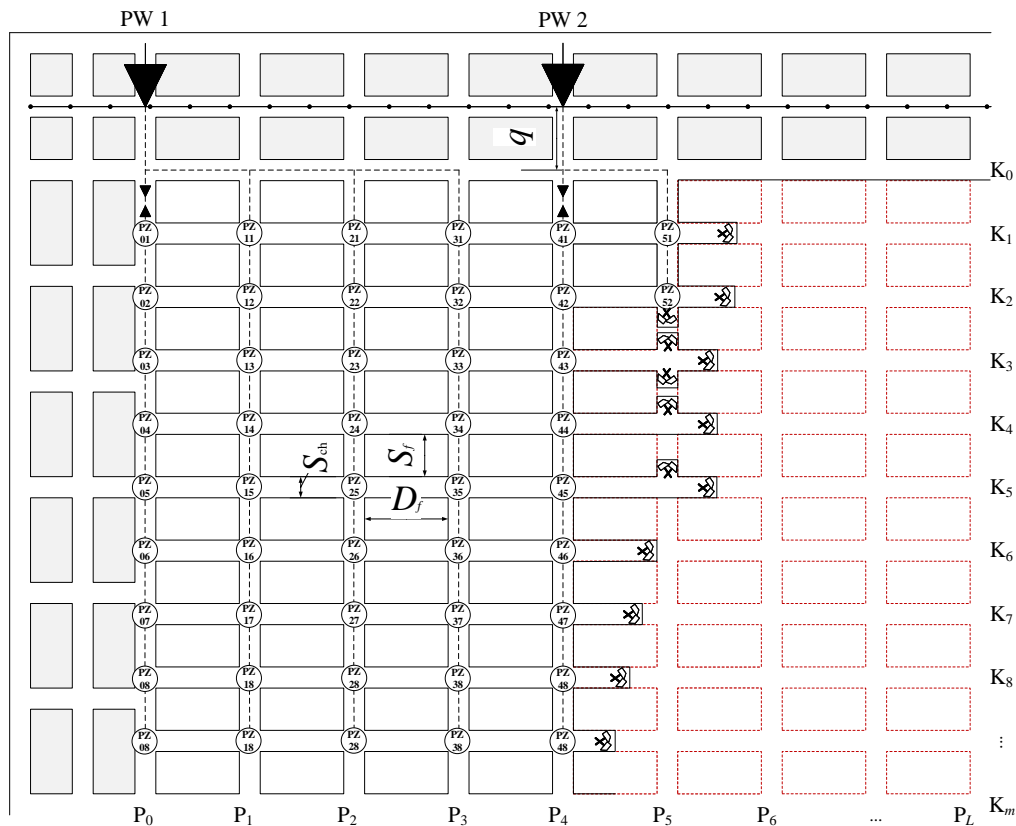 PW 1 PW 2
q
K0
PZ 01 PZ 11 PZ 21 PZ 31 PZ 41 PZ 51 K1
PZ 02 PZ 12 PZ 22 PZ 32 PZ 42 PZ 52 K2
PZ 03 PZ 13 PZ 23 PZ 33 PZ 43 K3
PZ 04 PZ 14 PZ 24 PZ 34 PZ 44 K4
Sch Sf
PZ 05 PZ 15 PZ 25 PZ 35 PZ 45 K5
Df
PZ 06 PZ 16 PZ 26 PZ 36 PZ 46 K6
PZ 07 PZ 17 PZ 27 PZ 37 PZ 47 K7
PZ 08 PZ 18 PZ 28 PZ 38 PZ 48 K8
PZ 08 PZ 18 PZ 28 PZ 38 PZ 48 ...
P0 P1 P2 P3 P4 P5 P6 ... PL Km